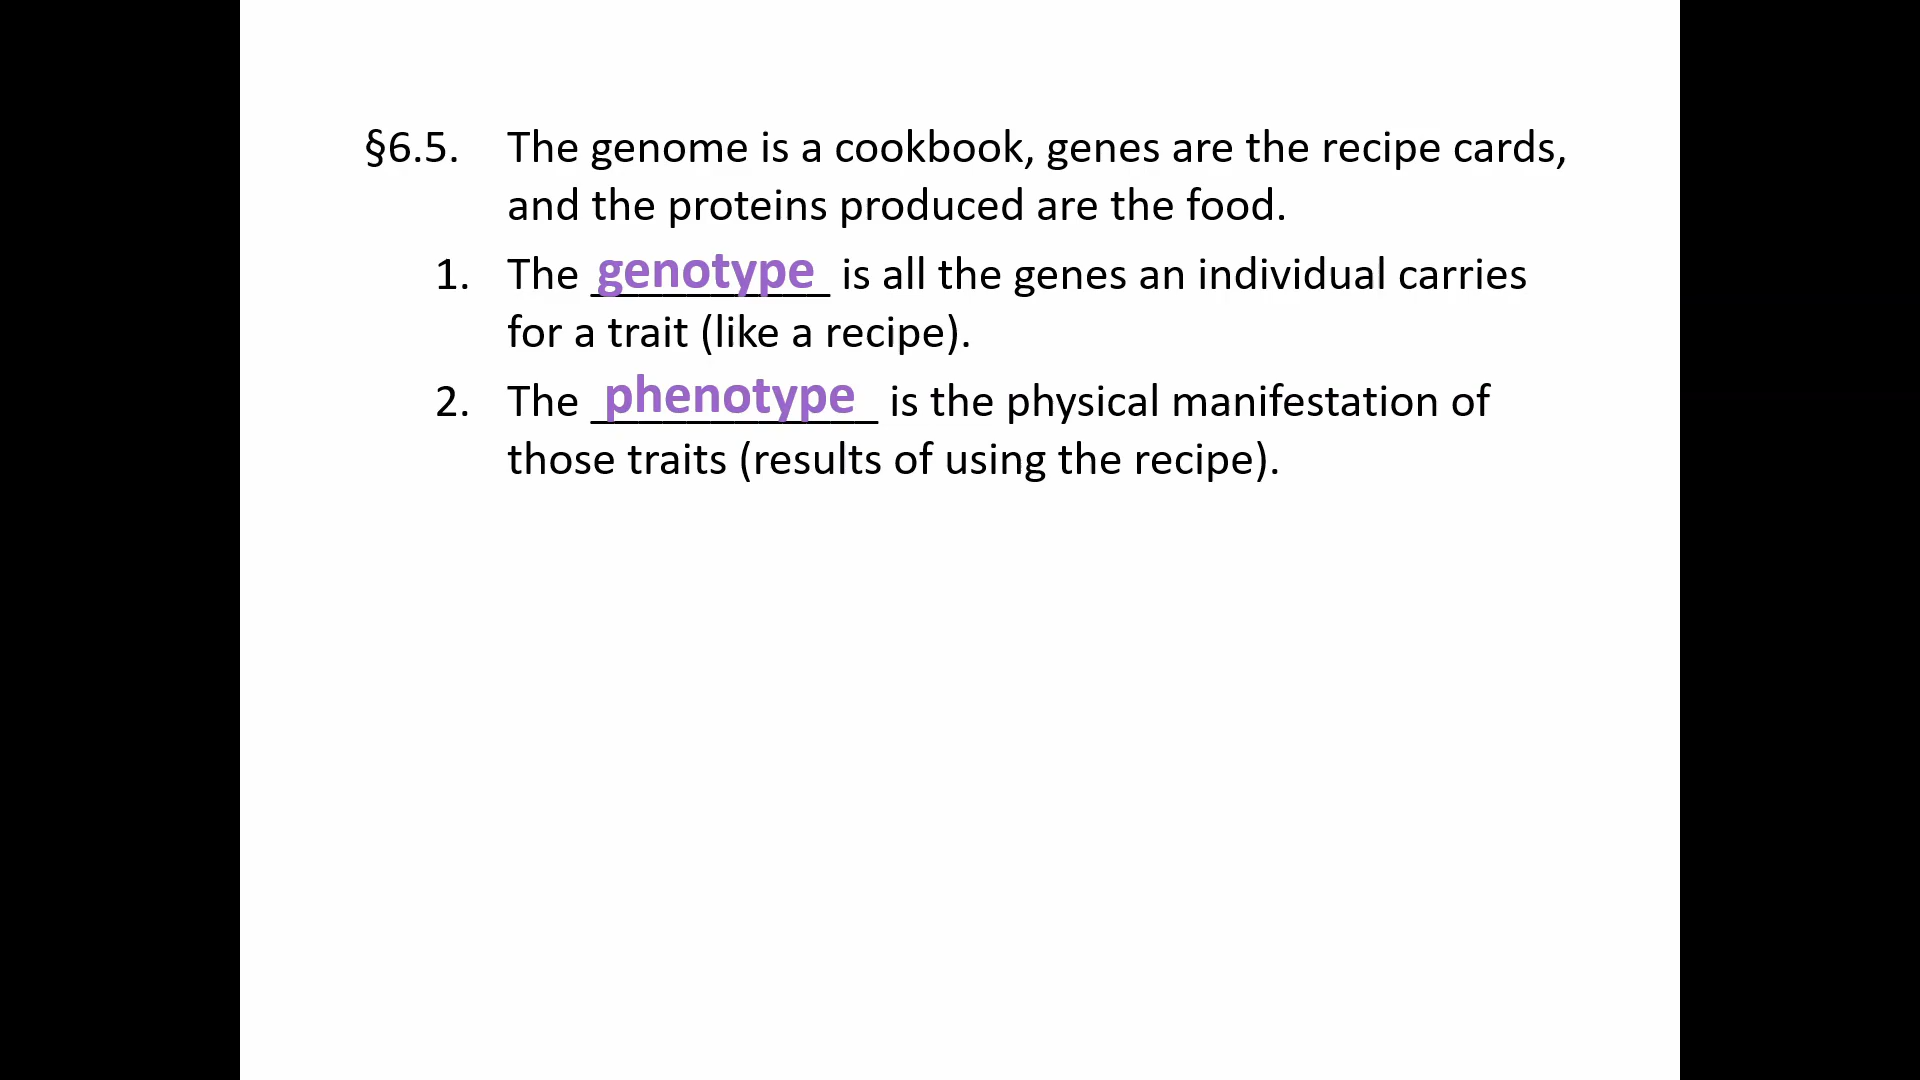 §6.5. The genome is a cookbook, genes are the recipe cards,
and the proteins produced are the food.
1. The genotype is all the genes an individual carries
for a trait (like a recipe).
2. The phenotype is the physical manifestation of
those traits (results of using the recipe).